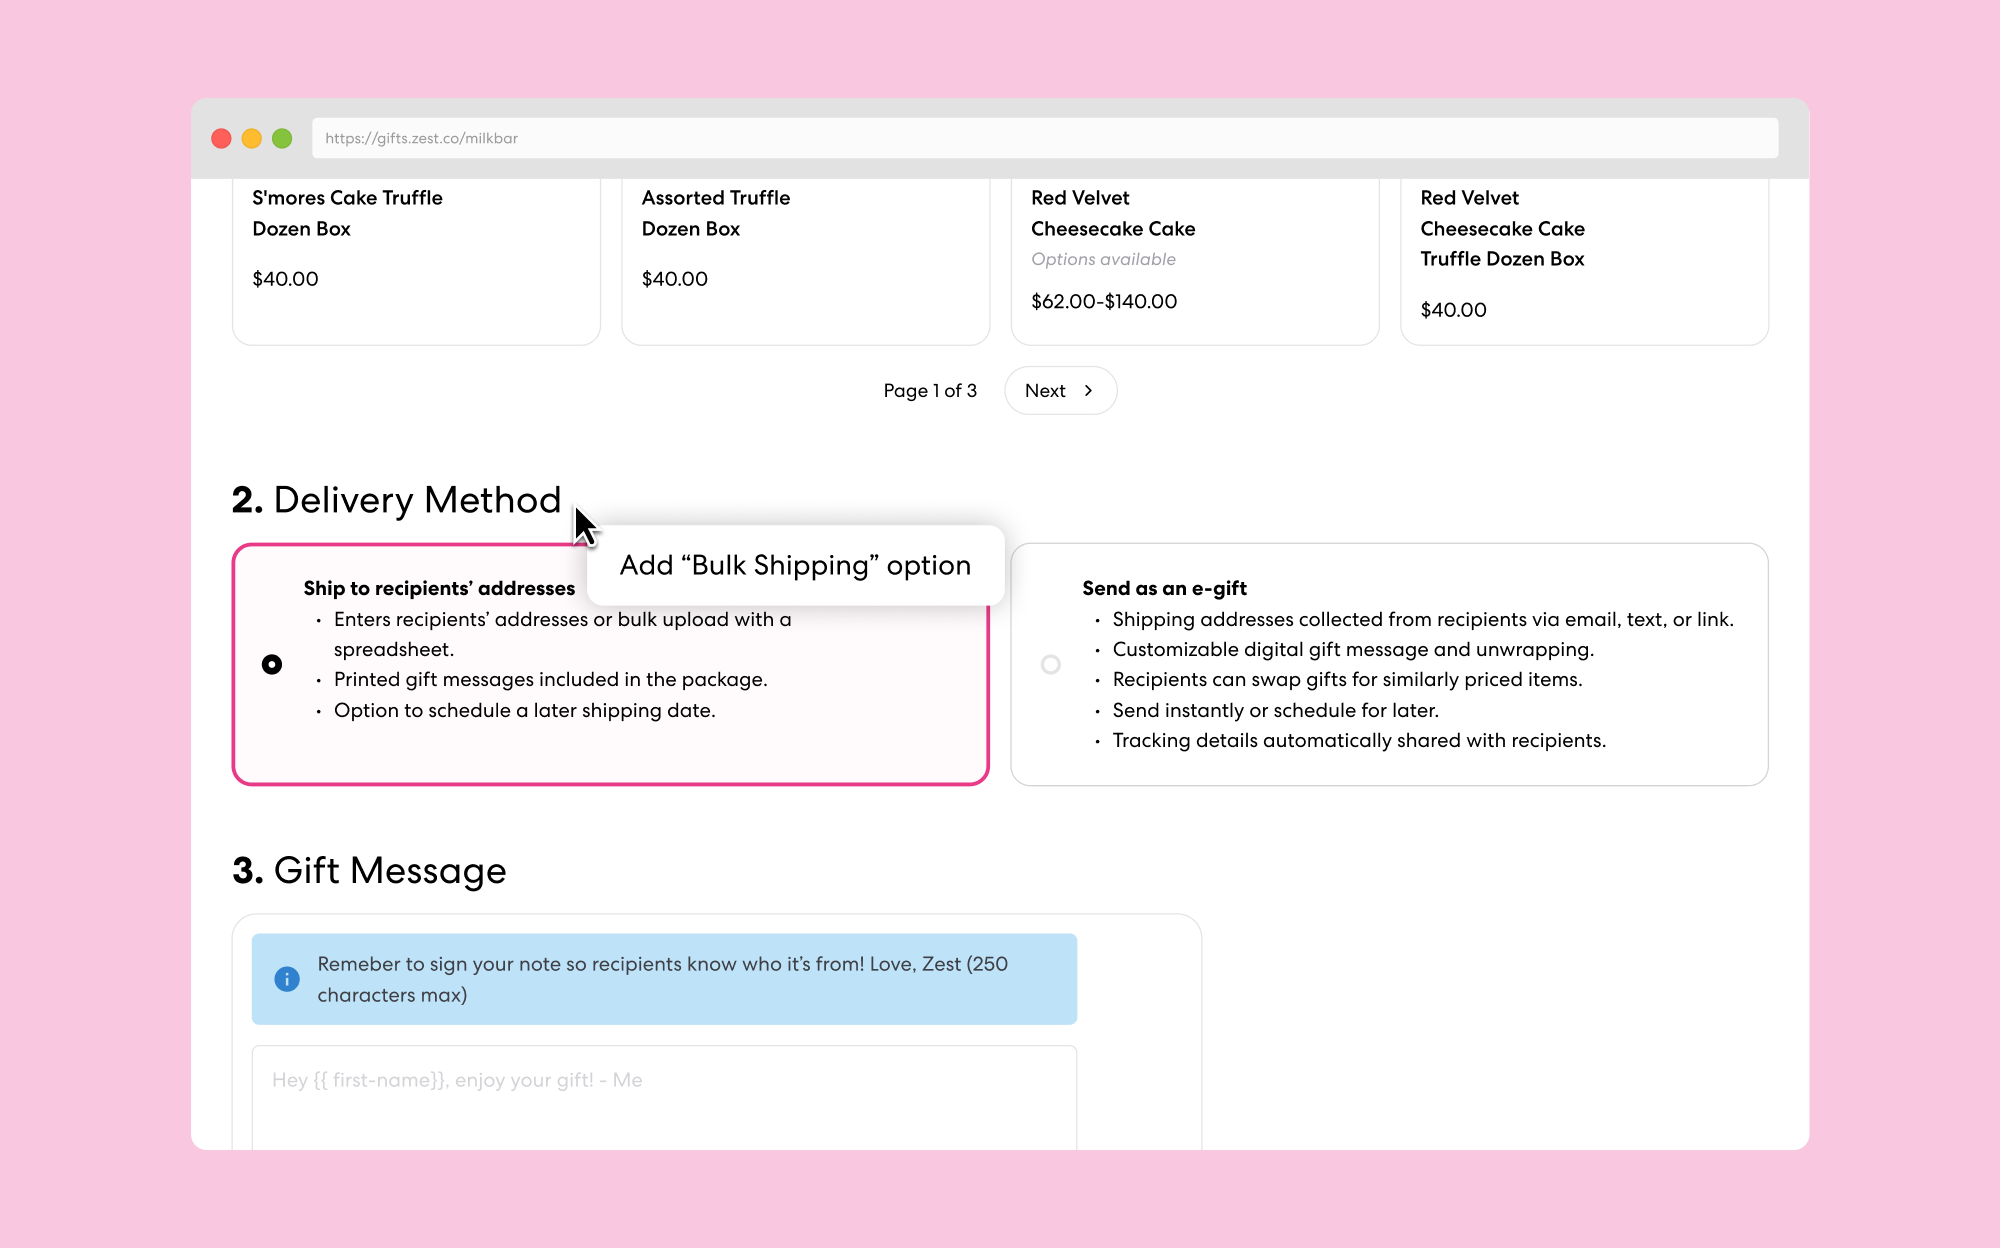 https://gifts.zest.co/milkbar
S'mores Cake Truffle
Dozen Box
$40.00
Assorted Truffle
Dozen Box
$40.00
Red Velvet
Cheesecake Cake
Options available
$62.00-$140.00
Red Velvet
Cheesecake Cake
Truffle Dozen Box
$40.00
Page 1 of 3
Next
2. Delivery Method
Add “Bulk Shipping” option
Ship to recipients’ addresses
• Enters recipients’ addresses or bulk upload with a
spreadsheet.
• Printed gift messages included in the package.
• Option to schedule a later shipping date.
Send as an e-gift
• Shipping addresses collected from recipients via email, text, or link.
• Customizable digital gift message and unwrapping.
• Recipients can swap gifts for similarly priced items.
• Send instantly or schedule for later.
• Tracking details automatically shared with recipients.
3. Gift Message
Remeber to sign your note so recipients know who it’s from! Love, Zest (250
characters max)
Hey {{ first-name}}, enjoy your gift! - Me